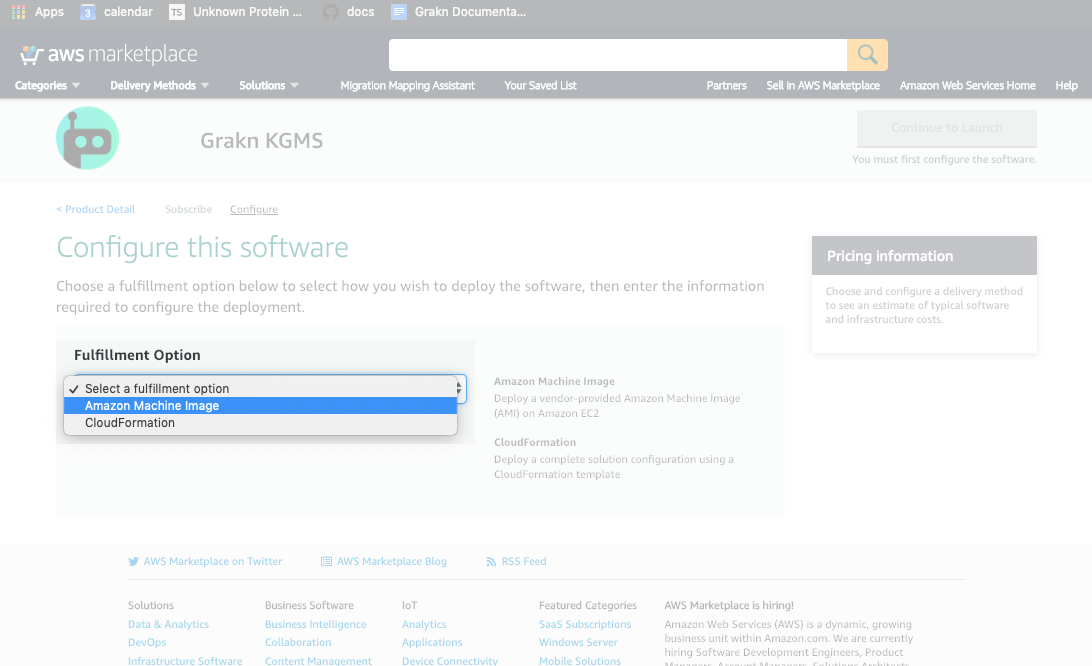 Apps 3 calendar TS Unknown Protein ... docs Grakn Documenta...
aws marketplace
Categories Delivery Methods Solutions Migration Mapping Assistant Your Saved List Partners Sell in AWS Marketplace Amazon Web Services Home Help
Grakn KGMS
Continue to Launch
You must first configure the software.
< Product Detail Subscribe Configure
Configure this software
Choose a fulfillment option below to select how you wish to deploy the software, then enter the information
required to configure the deployment.
Pricing information
Choose and configure a delivery method
to see an estimate of typical software
and infrastructure costs.
Fulfillment Option
✓ Select a fulfillment option
Amazon Machine Image
CloudFormation
Amazon Machine Image
Deploy a vendor-provided Amazon Machine Image
(AMI) on Amazon EC2
CloudFormation
Deploy a complete solution configuration using a
CloudFormation template
AWS Marketplace on Twitter AWS Marketplace Blog RSS Feed
Solutions
Data & Analytics
DevOps
Infrastructure Software
Business Software
Business Intelligence
Collaboration
Content Management
IoT
Analytics
Applications
Device Connectivity
Featured Categories
SaaS Subscriptions
Windows Server
Mobile Solutions
AWS Marketplace is hiring!
Amazon Web Services (AWS) is a dynamic, growing
business unit within Amazon.com. We are currently
hiring Software Development Engineers, Product
Managers, Account Managers, Solutions Architects